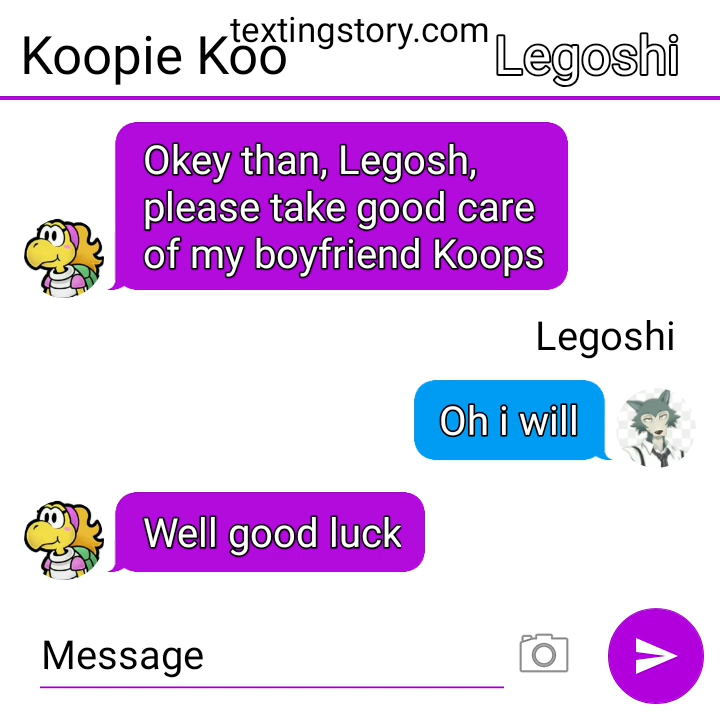 textingstory.com
Koopie Koo
Legoshi
Okey than, Legosh,
please take good care
of my boyfriend Koops
Legoshi
Oh i will
Well good luck
Message